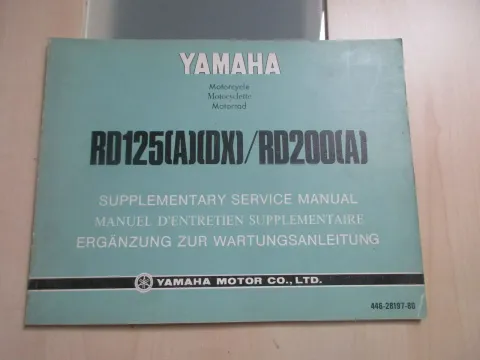 YAMAHA
Motorcycle
Motocyclette
Motorrad
RD125(A)(DX)/RD200(A)
SUPPLEMENTARY SERVICE MANUAL
MANUEL D'ENTRETIEN SUPPLEMENTAIRE
ERGÄNZUNG ZUR WARTUNGSANLEITUNG
YAMAHA MOTOR CO., LTD.
446-28197-80